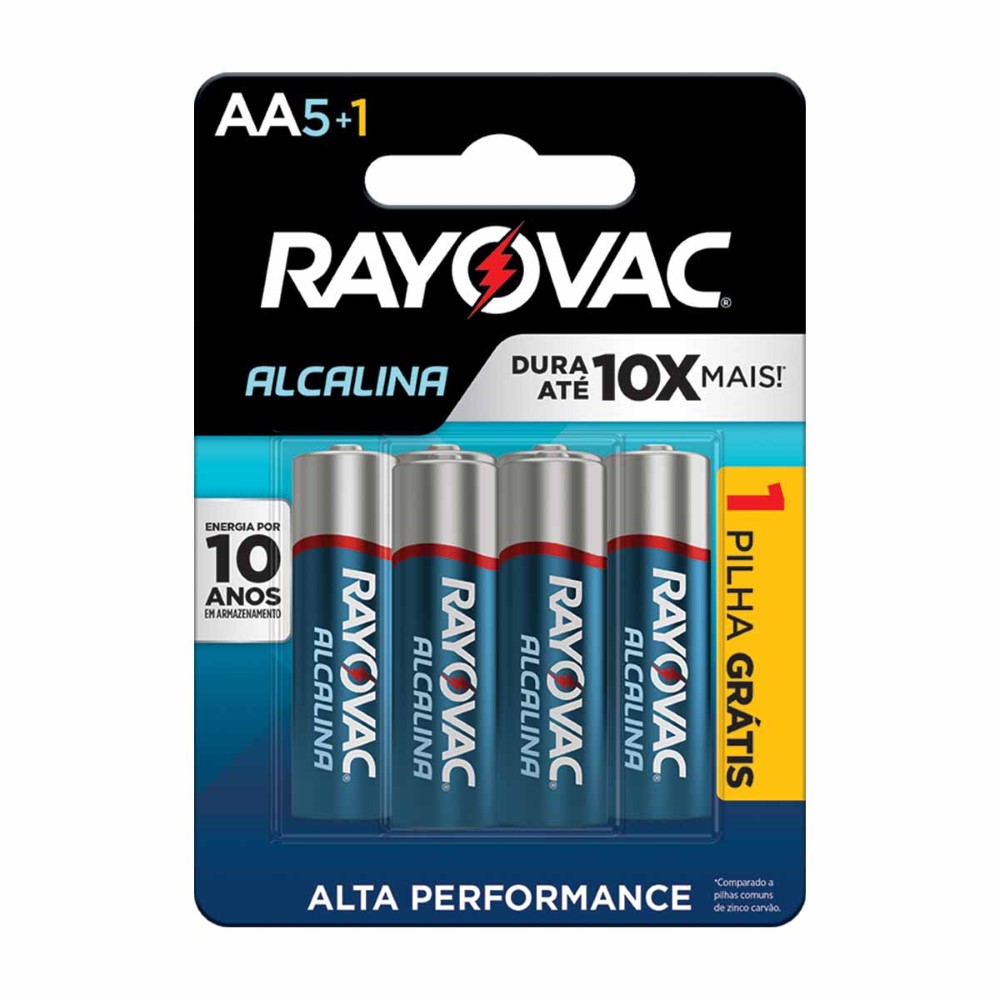 AA5+1
RAYOVAC®
ALCALINA
DURA
ATÉ 10X MAIS!*
ENERGIA POR
10
ANOS
EM ARMAZENAMENTO
RAYOVAC®
ALCALINA
RAYOVAC®
ALCALINA
RAYOVAC®
ALCALINA
RAYOVAC®
ALCALINA
1 PILHA GRÁTIS
ALTA PERFORMANCE
*Comparado a
pilhas comuns
de zinco carvão.